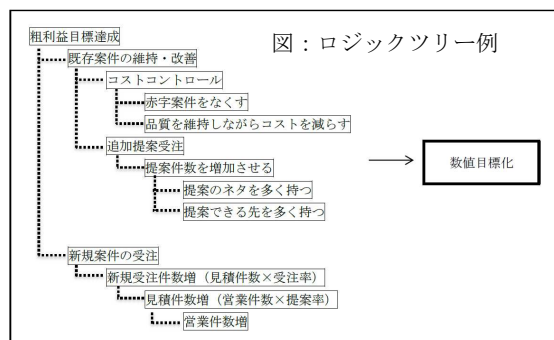 粗利益目標達成
図：ロジックツリー例
既存案件の維持・改善
コストコントロール
赤字案件をなくす
品質を維持しながらコストを減らす
追加提案受注
提案件数を増加させる
提案のネタを多く持つ
提案できる先を多く持つ
数値目標化
新規案件の受注
新規受注件数増（見積件数×受注率）
見積件数増（営業件数×提案率）
営業件数増